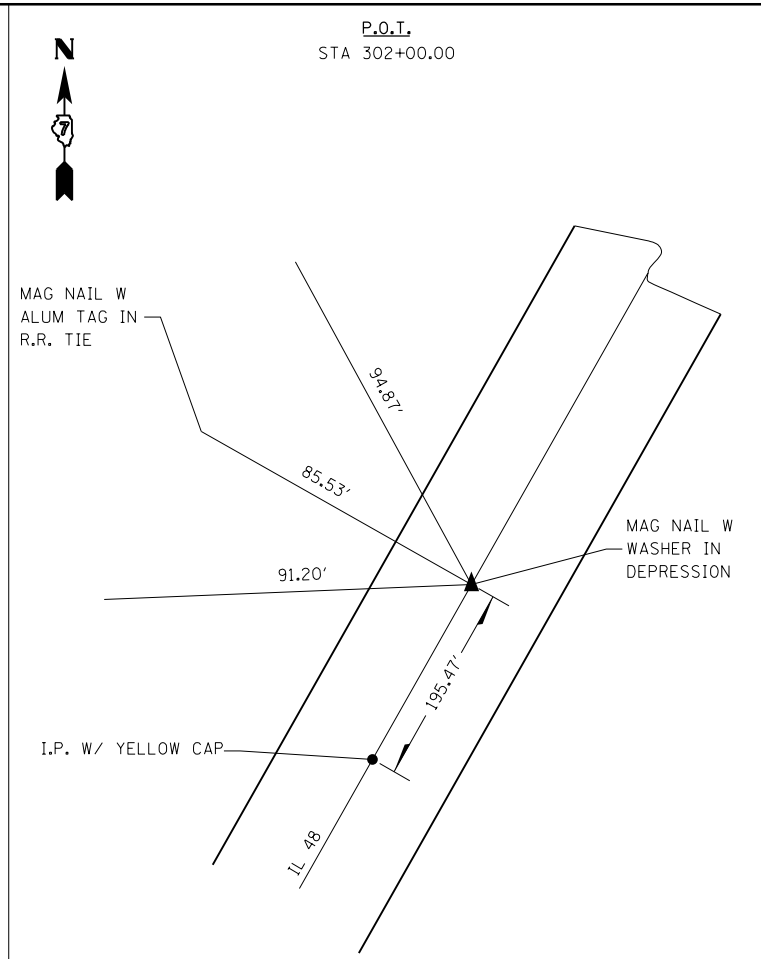 P.O.T.
STA 302+00.00
N
7
MAG NAIL W
ALUM TAG IN
R.R. TIE
94.87'
85.53'
91.20'
MAG NAIL W
WASHER IN
DEPRESSION
195.47'
I.P. W/ YELLOW CAP
IL 48